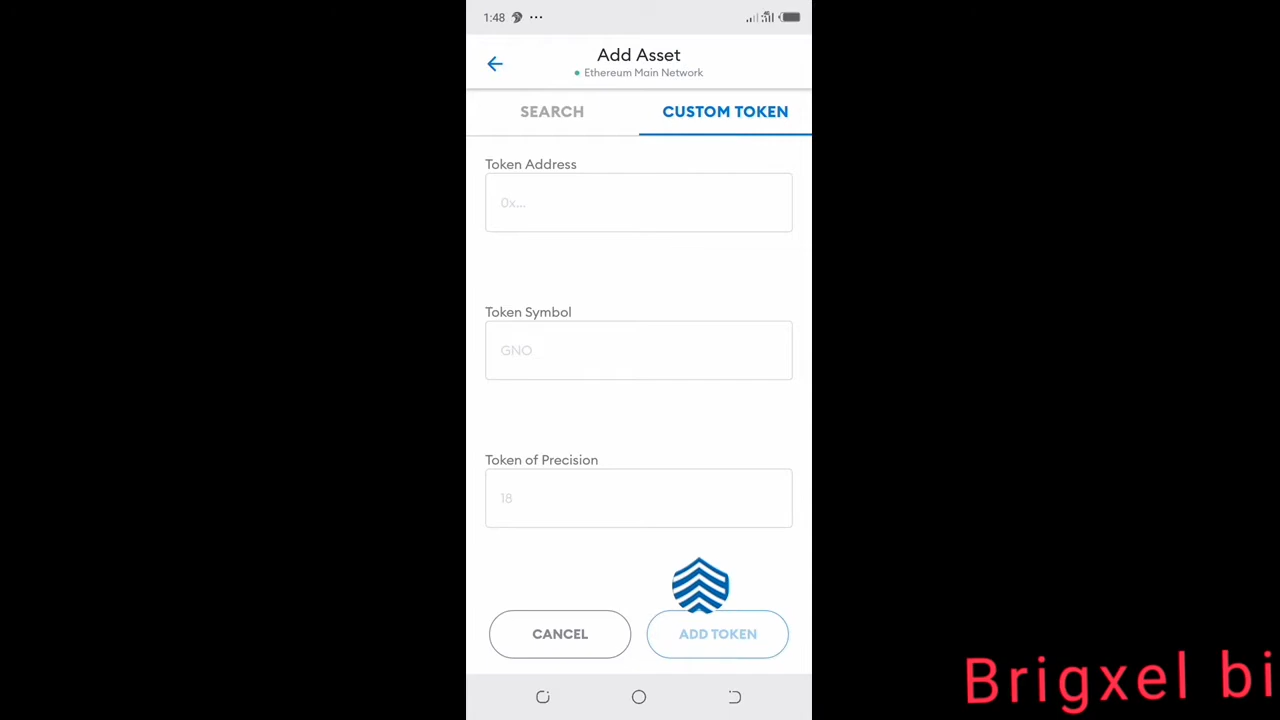 1:48
Add Asset
Ethereum Main Network
SEARCH
CUSTOM TOKEN
Token Address
0x...
Token Symbol
GNO
Token of Precision
18
CANCEL
ADD TOKEN
Brigxel bi